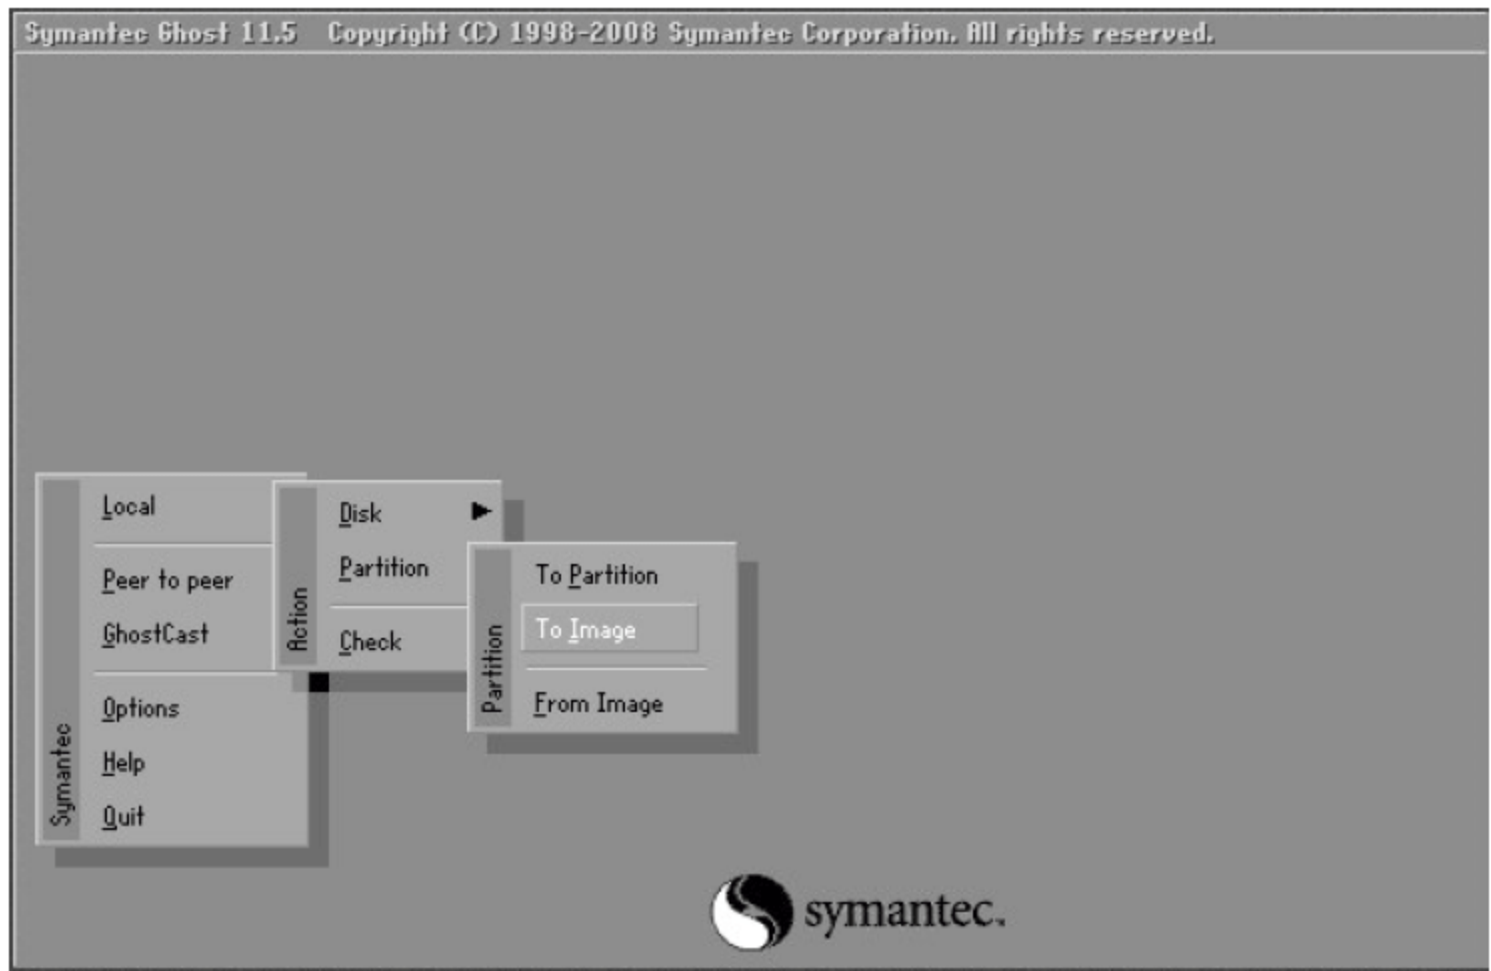 Symantec Ghost 11.5 Copyright (C) 1998-2008 Symantec Corporation. All rights reserved.
Symantec
Local
Peer to peer
GhostCast
Options
Help
Quit
Action
Disk
Partition
Check
Partition
To Partition
To Image
From Image
symantec.